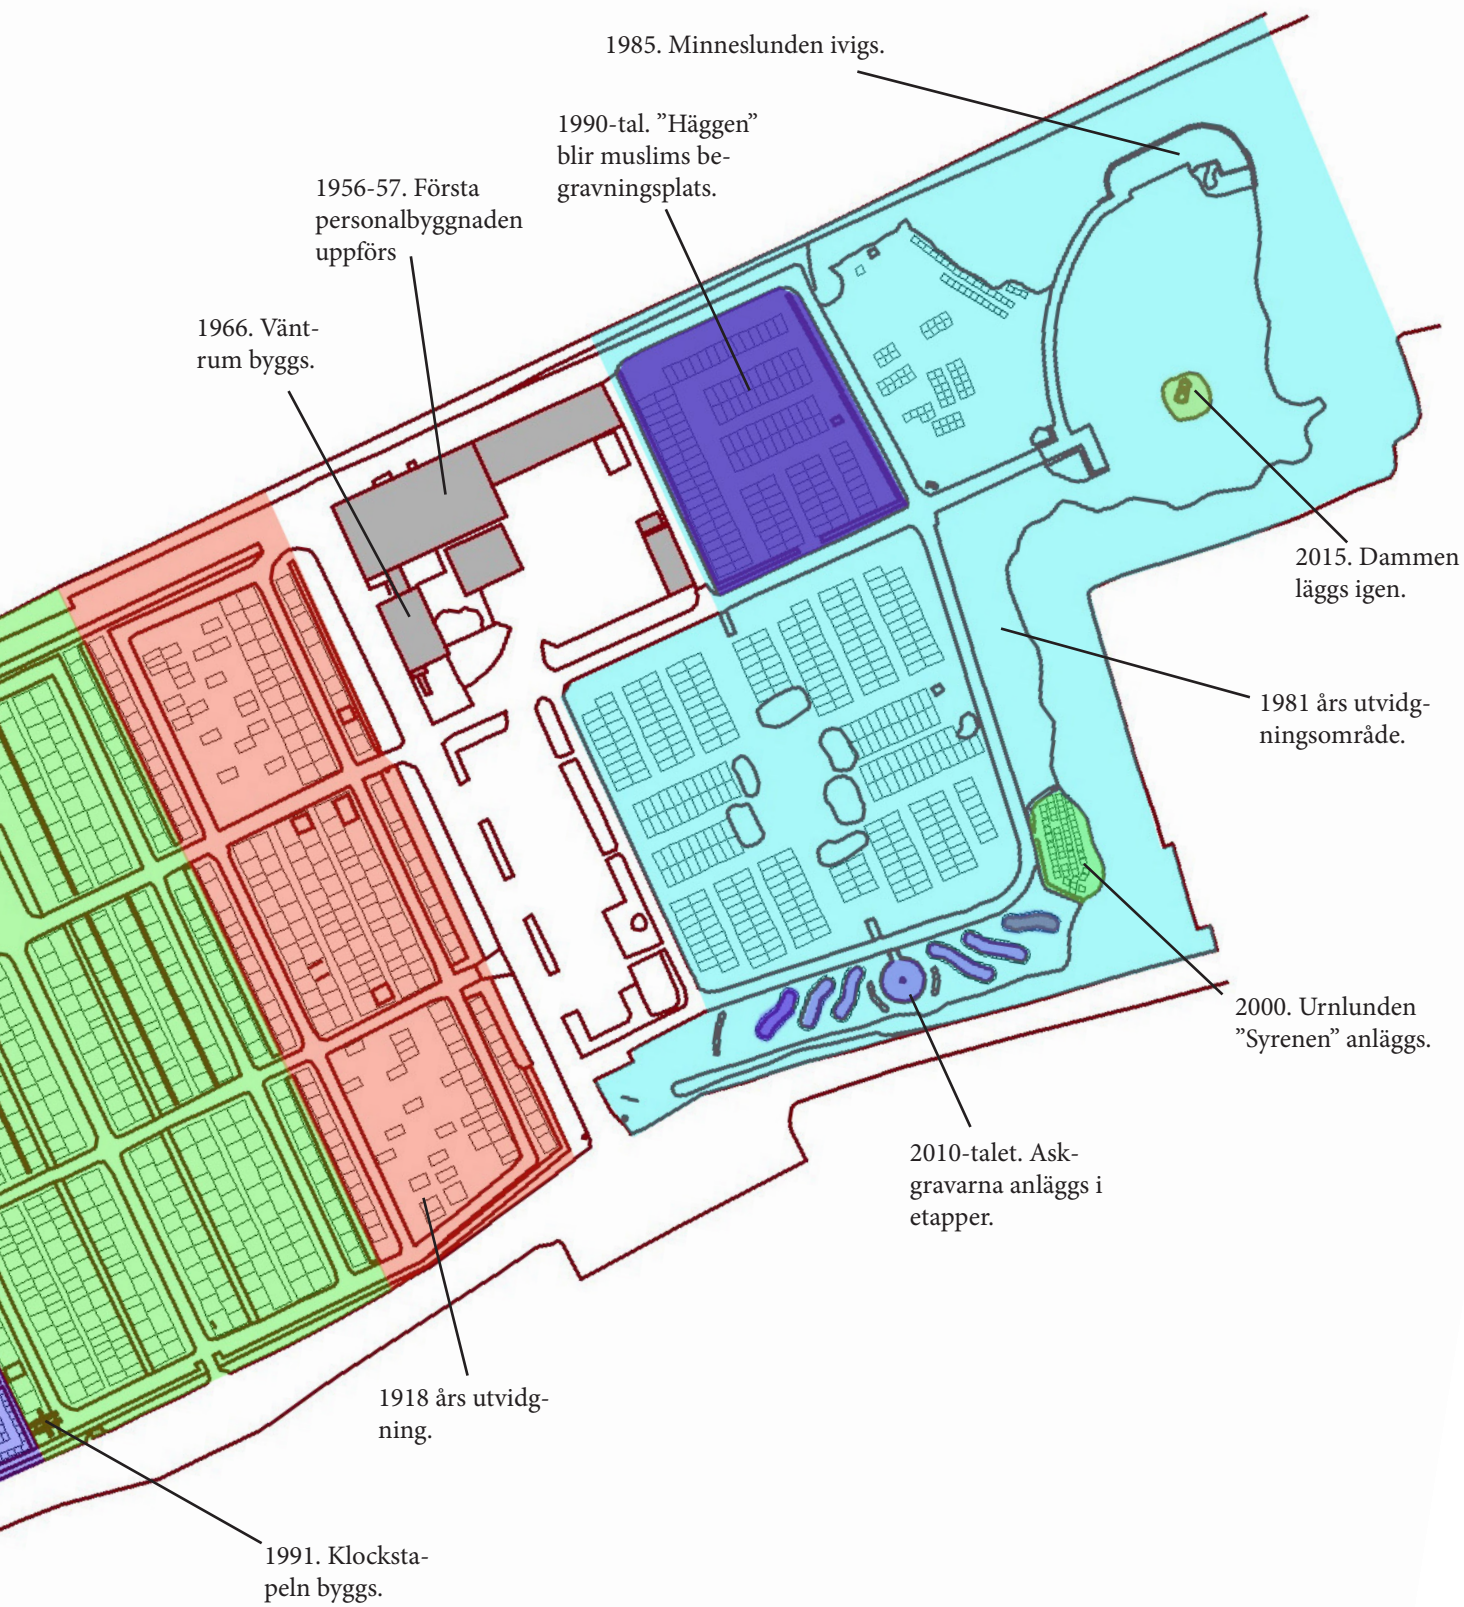 1985. Minneslunden ivigs.
1990-tal. ”Häggen”
blir muslims be-
gravningsplats.
1956-57. Första
personalbyggnaden
uppförs
1966. Vänt-
rum byggs.
2015. Dammen
läggs igen.
1981 års utvidg-
ningsområde.
2000. Urnlunden
”Syrenen” anläggs.
2010-talet. Ask-
gravarna anläggs i
etapper.
1918 års utvidg-
ning.
1991. Klocksta-
peln byggs.